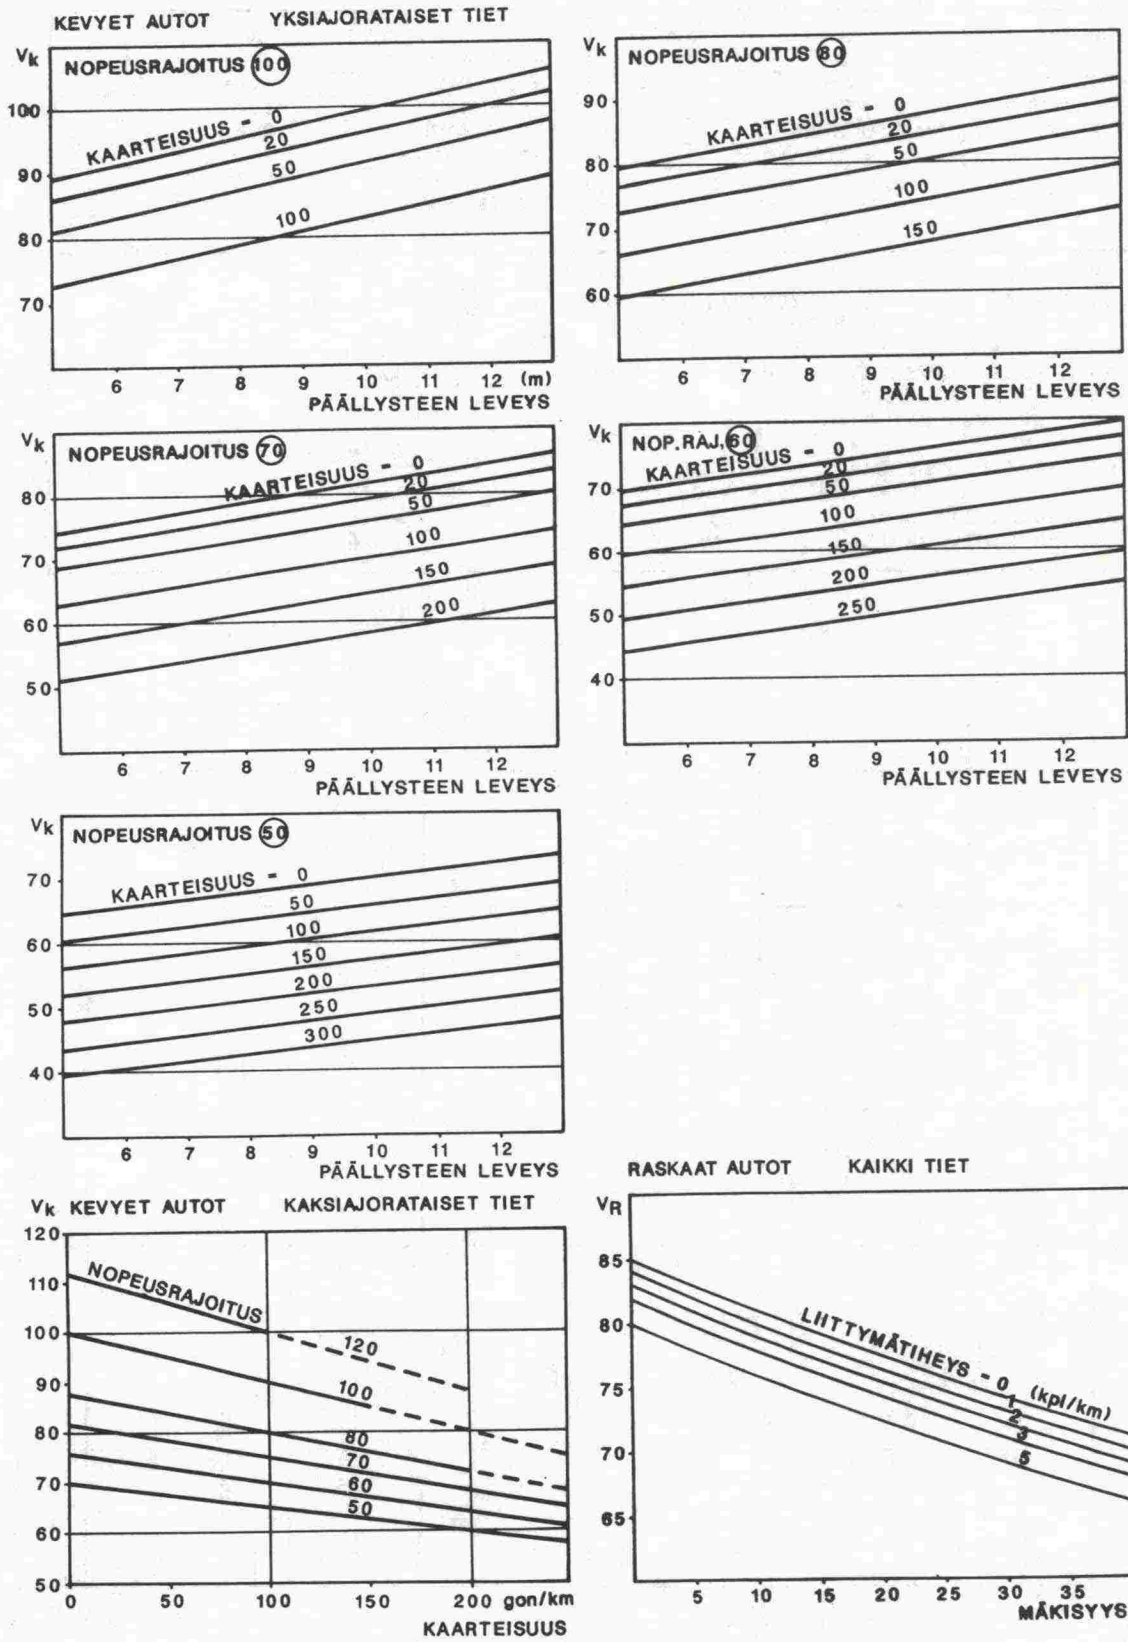 KEVYET AUTOT YKSIAJORATAISET TIET
Vk NOPEUSRAJOITUS 100
100
90
80
70
KAARTEISUUS - 0
20
50
100
6 7 8 9 10 11 12 (m)
PÄÄLLYSTEEN LEVEYS
Vk NOPEUSRAJOITUS 80
90
80
70
60
KAARTEISUUS - 0
20
50
100
150
6 7 8 9 10 11 12
PÄÄLLYSTEEN LEVEYS
Vk NOPEUSRAJOITUS 70
80
70
60
50
KAARTEISUUS - 0
20
50
100
150
200
6 7 8 9 10 11 12
PÄÄLLYSTEEN LEVEYS
Vk NOP.RAJ. 60
70
60
50
40
KAARTEISUUS - 0
20
50
100
150
200
250
6 7 8 9 10 11 12
PÄÄLLYSTEEN LEVEYS
Vk NOPEUSRAJOITUS 50
70
60
50
40
KAARTEISUUS - 0
50
100
150
200
250
300
6 7 8 9 10 11 12
PÄÄLLYSTEEN LEVEYS
Vk KEVYET AUTOT KAKSIAJORATAISET TIET
120
110
100
90
80
70
60
50
NOPEUSRAJOITUS
120
100
80
70
60
50
0 50 100 150 200 gon/km
KAARTEISUUS
RASKAAT AUTOT KAIKKI TIET
VR
85
80
75
70
65
LIITTYMÄTIHEYS - 0 (kpl/km)
1
2
3
5
5 10 15 20 25 30 35
MÄKISYYS